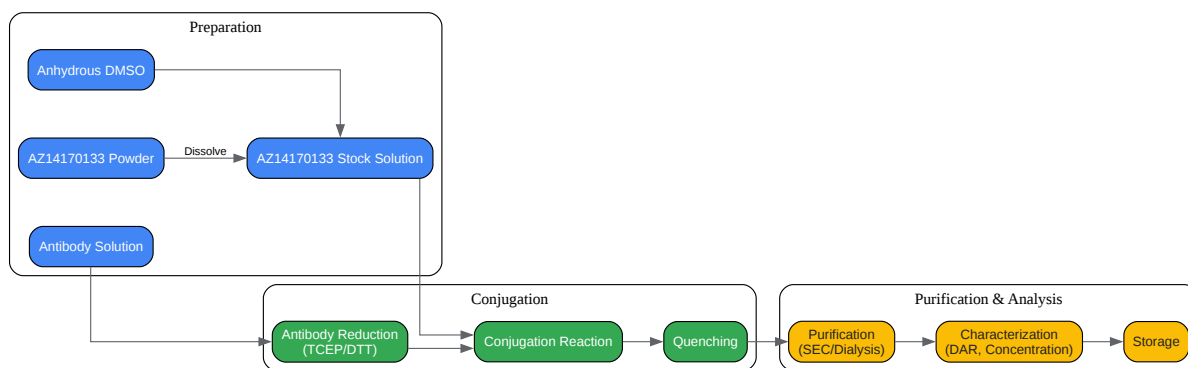 Preparation
Anhydrous DMSO
AZ14170133 Powder
Dissolve
AZ14170133 Stock Solution
Antibody Solution
Conjugation
Antibody Reduction
(TCEP/DTT)
Conjugation Reaction
Quenching
Purification & Analysis
Purification
(SEC/Dialysis)
Characterization
(DAR, Concentration)
Storage